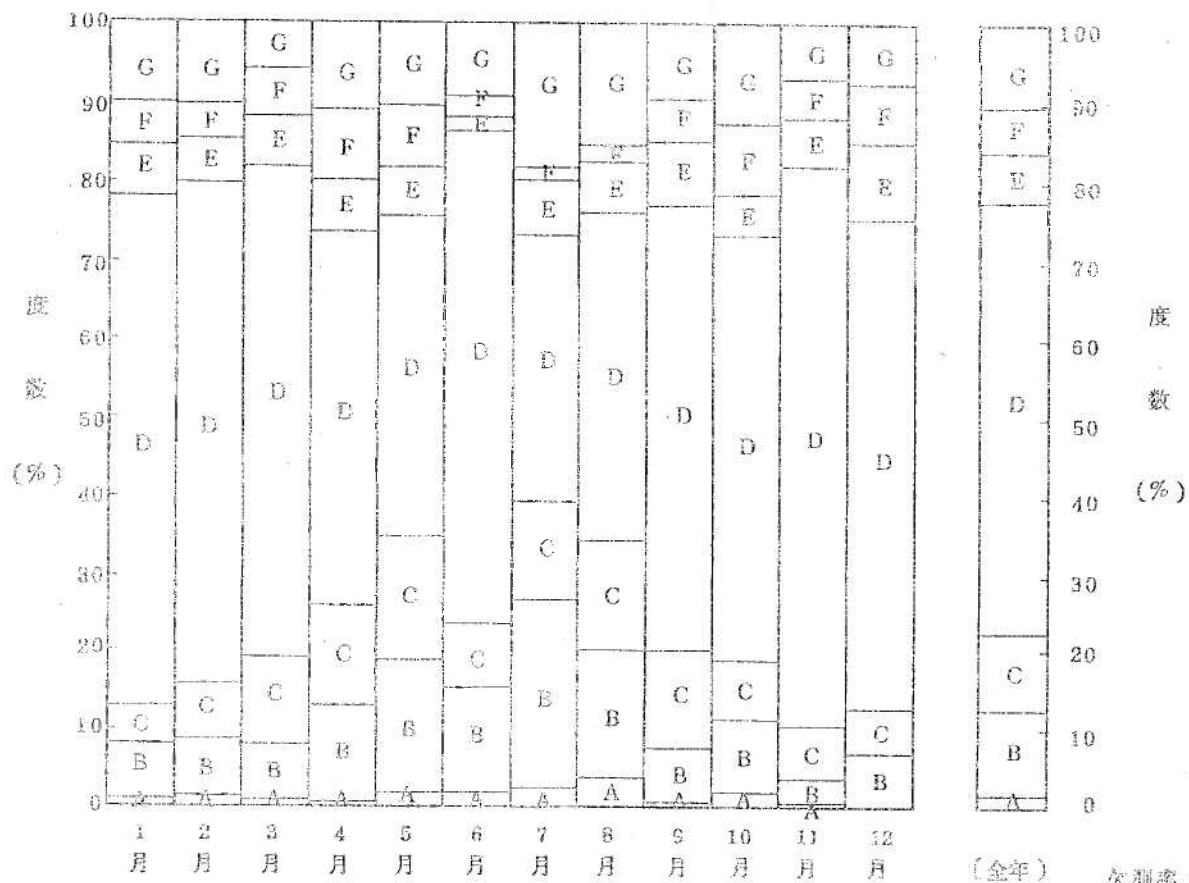 100 G G G G G G G G G G G G G 100
90 F F F F F F F F F F F F F 90
80 E E E E E E E E E E E E E 80
70 70
度 度
60 60
数 D D D D D D D D D D D D D 数
50 50
(%) (%)
40 40
30 30
20 C C C C C C C C C C C C C 20
10 B B B B B B B B B B B B B 10
0 A A A A A A A A A A A A 0
1 2 3 4 5 6 7 8 9 10 11 12
月 月 月 月 月 月 月 月 月 月 月 月 (全年)